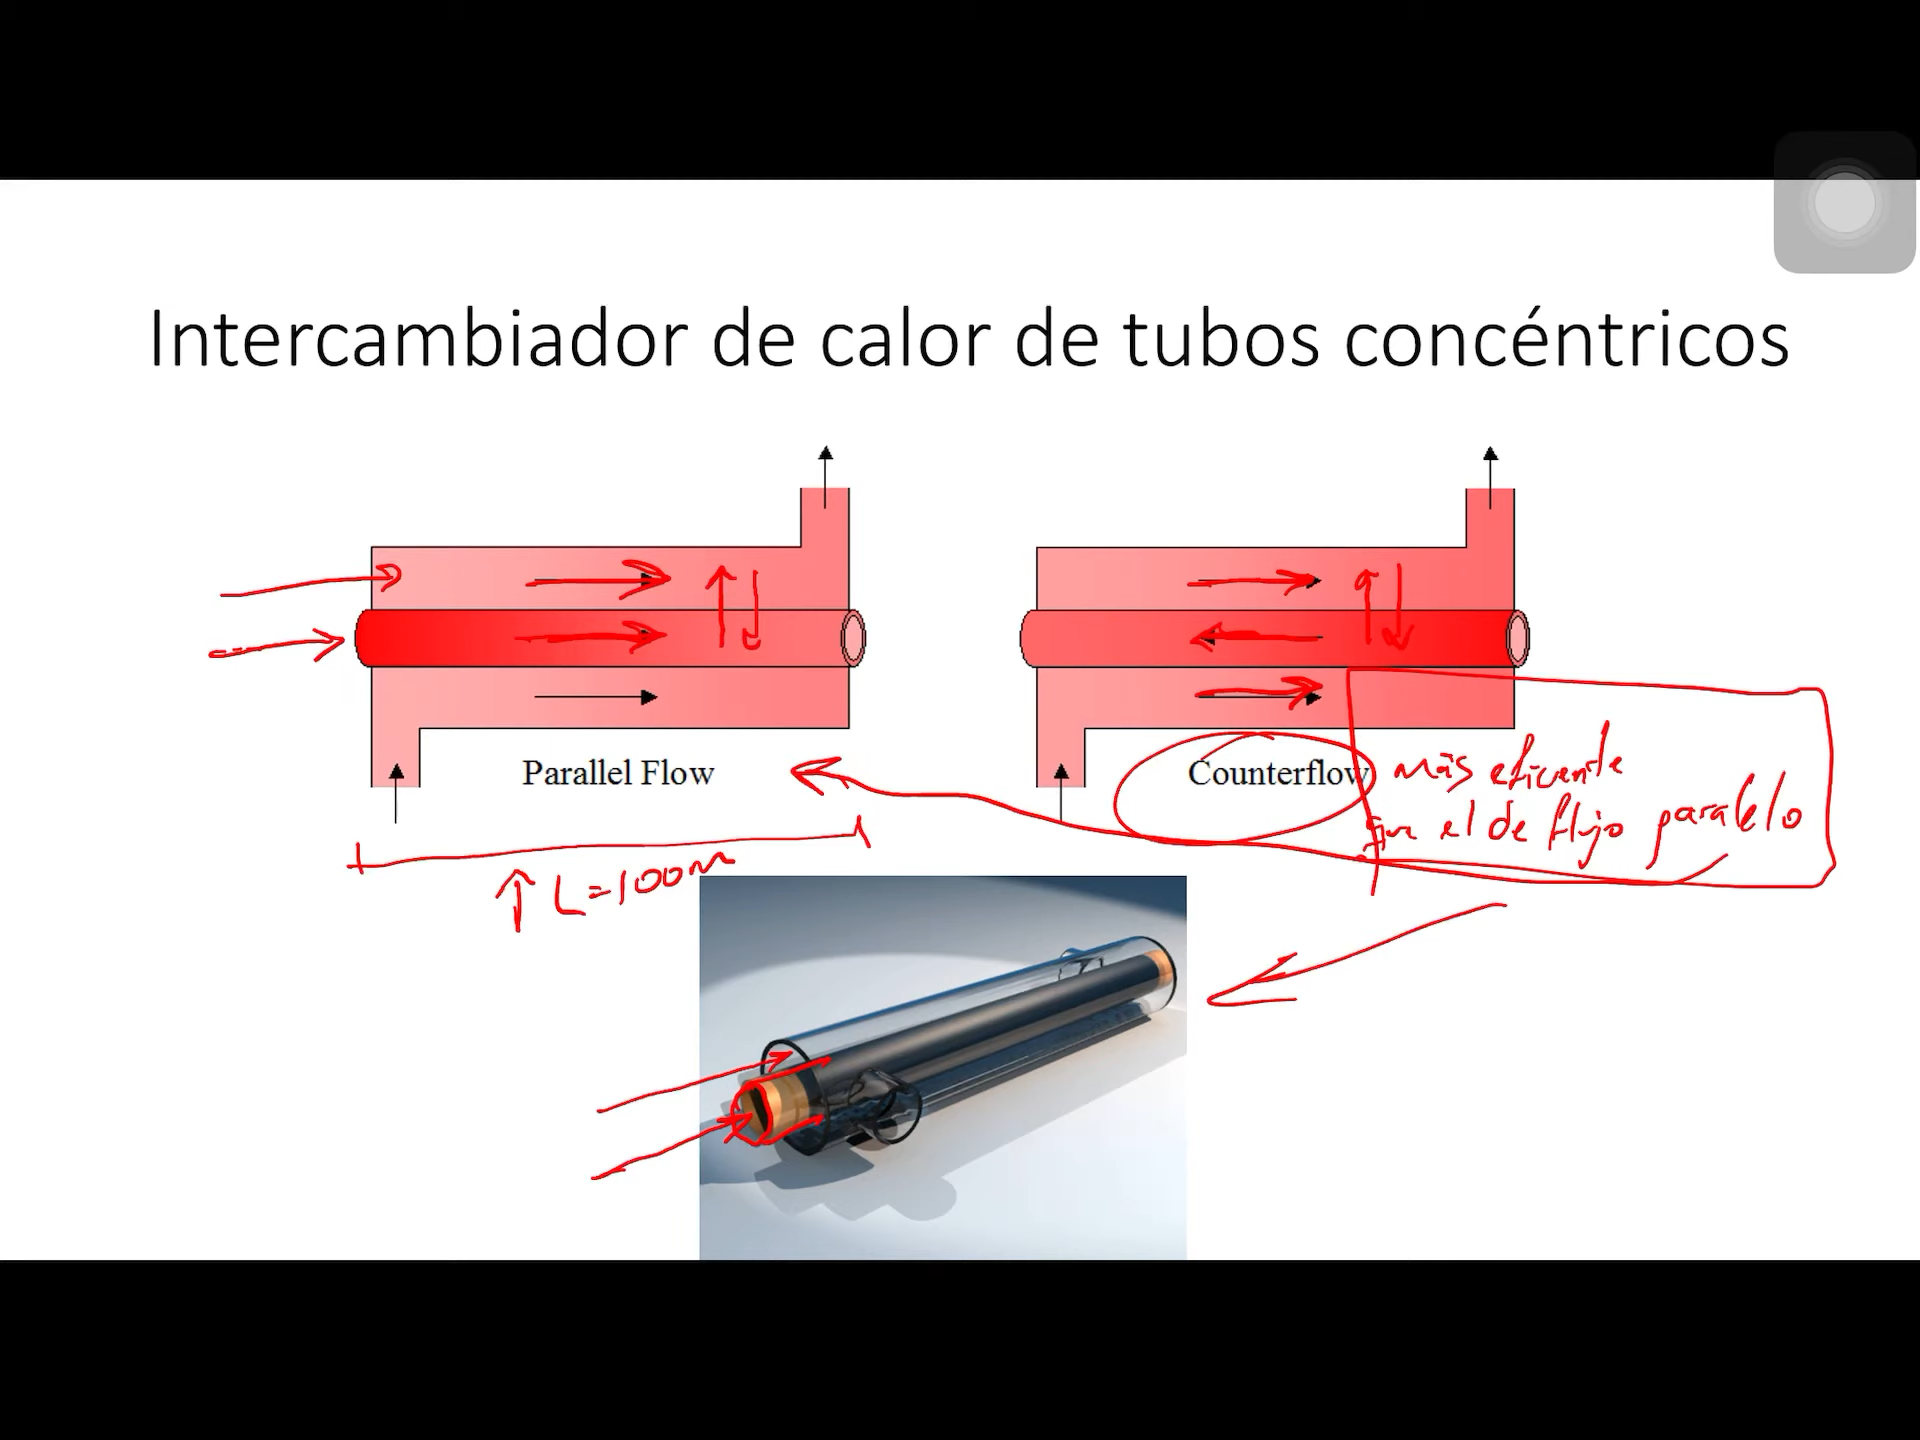 Intercambiador de calor de tubos concéntricos
Parallel Flow
Counterflow
más eficiente
que el de flujo paralelo
↑ L=100m